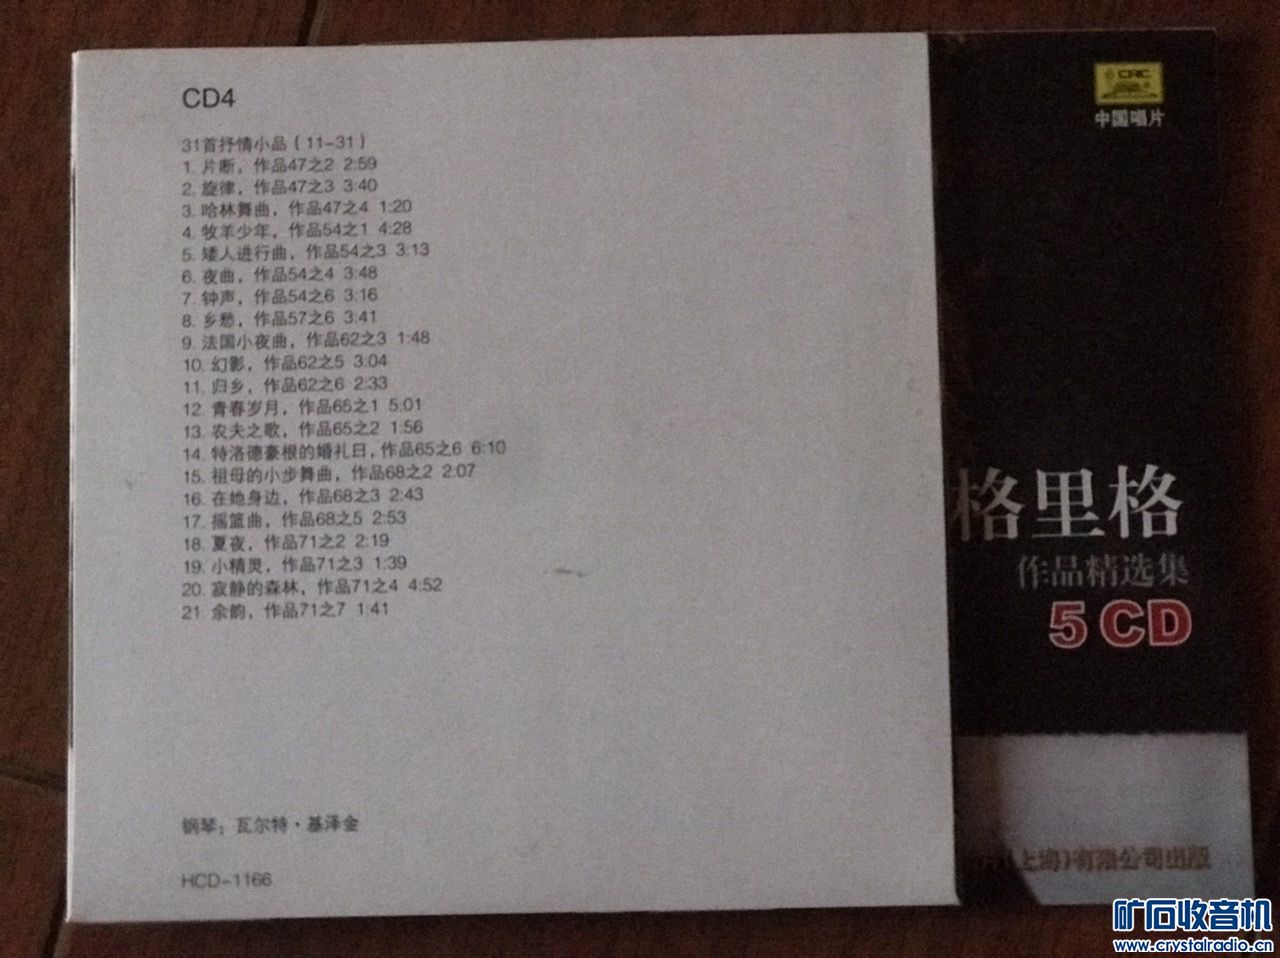 CD4
31首抒情小品（11-31）
1. 片断，作品47之2 2:59
2. 旋律，作品47之3 3:40
3. 哈林舞曲，作品47之4 1:20
4. 牧羊少年，作品54之1 4:28
5. 矮人进行曲，作品54之3 3:13
6. 夜曲，作品54之4 3:48
7. 钟声，作品54之6 3:16
8. 乡愁，作品57之6 3:41
9. 法国小夜曲，作品62之3 1:48
10. 幻影，作品62之5 3:04
11. 归乡，作品62之6 2:33
12. 青春岁月，作品65之1 5:01
13. 农夫之歌，作品65之2 1:56
14. 特洛德豪根的婚礼日，作品65之6 6:10
15. 祖母的小步舞曲，作品68之2 2:07
16. 在她身边，作品68之3 2:43
17. 摇篮曲，作品68之5 2:53
18. 夏夜，作品71之2 2:19
19. 小精灵，作品71之3 1:39
20. 寂静的森林，作品71之4 4:52
21. 余韵，作品71之7 1:41
钢琴：瓦尔特·基泽金
HCD-1166
CRC
中国唱片
格里格
作品精选集
5 CD
(上海)有限公司出版
矿石收音机
www.crystalradio.cn